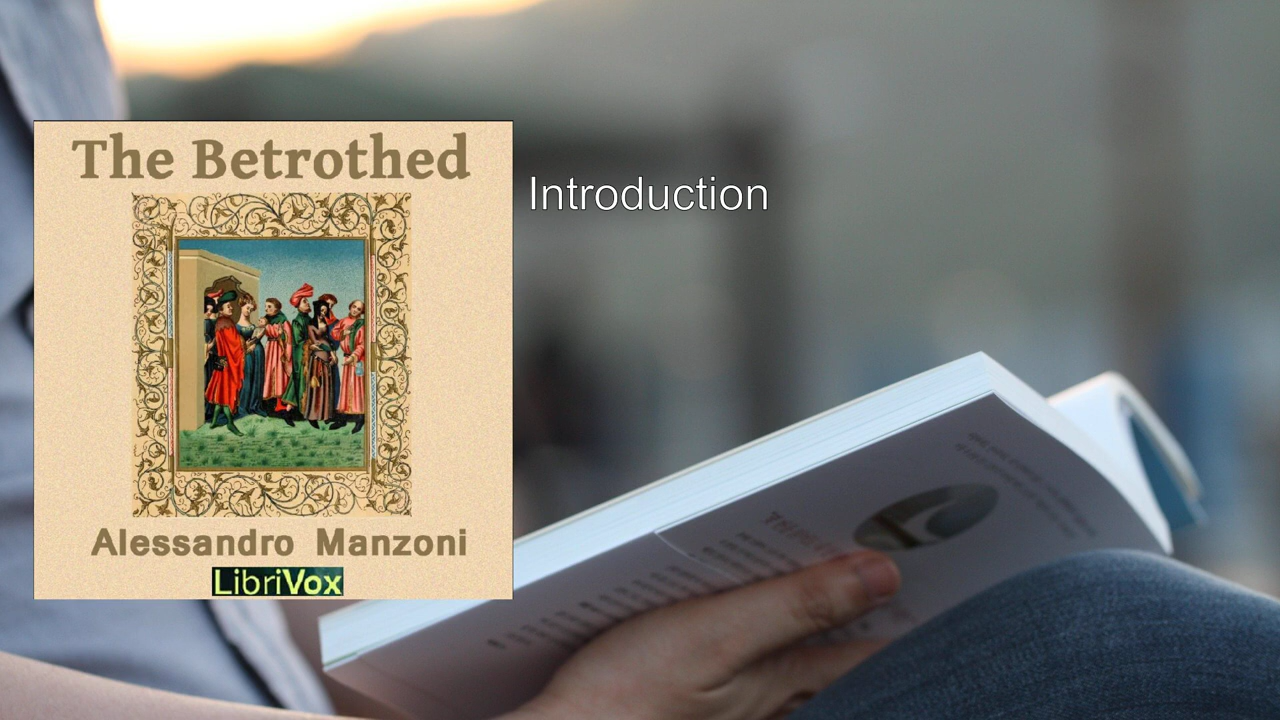 The Betrothed
Introduction
Alessandro Manzoni
LibriVox